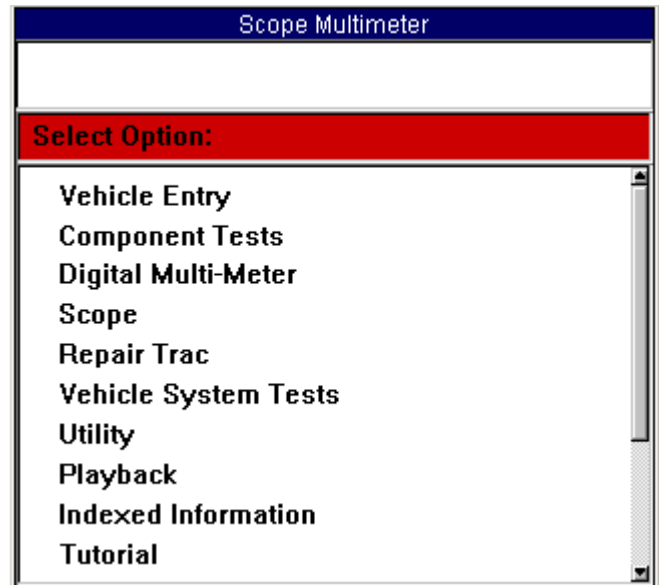 Scope Multimeter
Select Option:
Vehicle Entry
Component Tests
Digital Multi-Meter
Scope
Repair Trac
Vehicle System Tests
Utility
Playback
Indexed Information
Tutorial